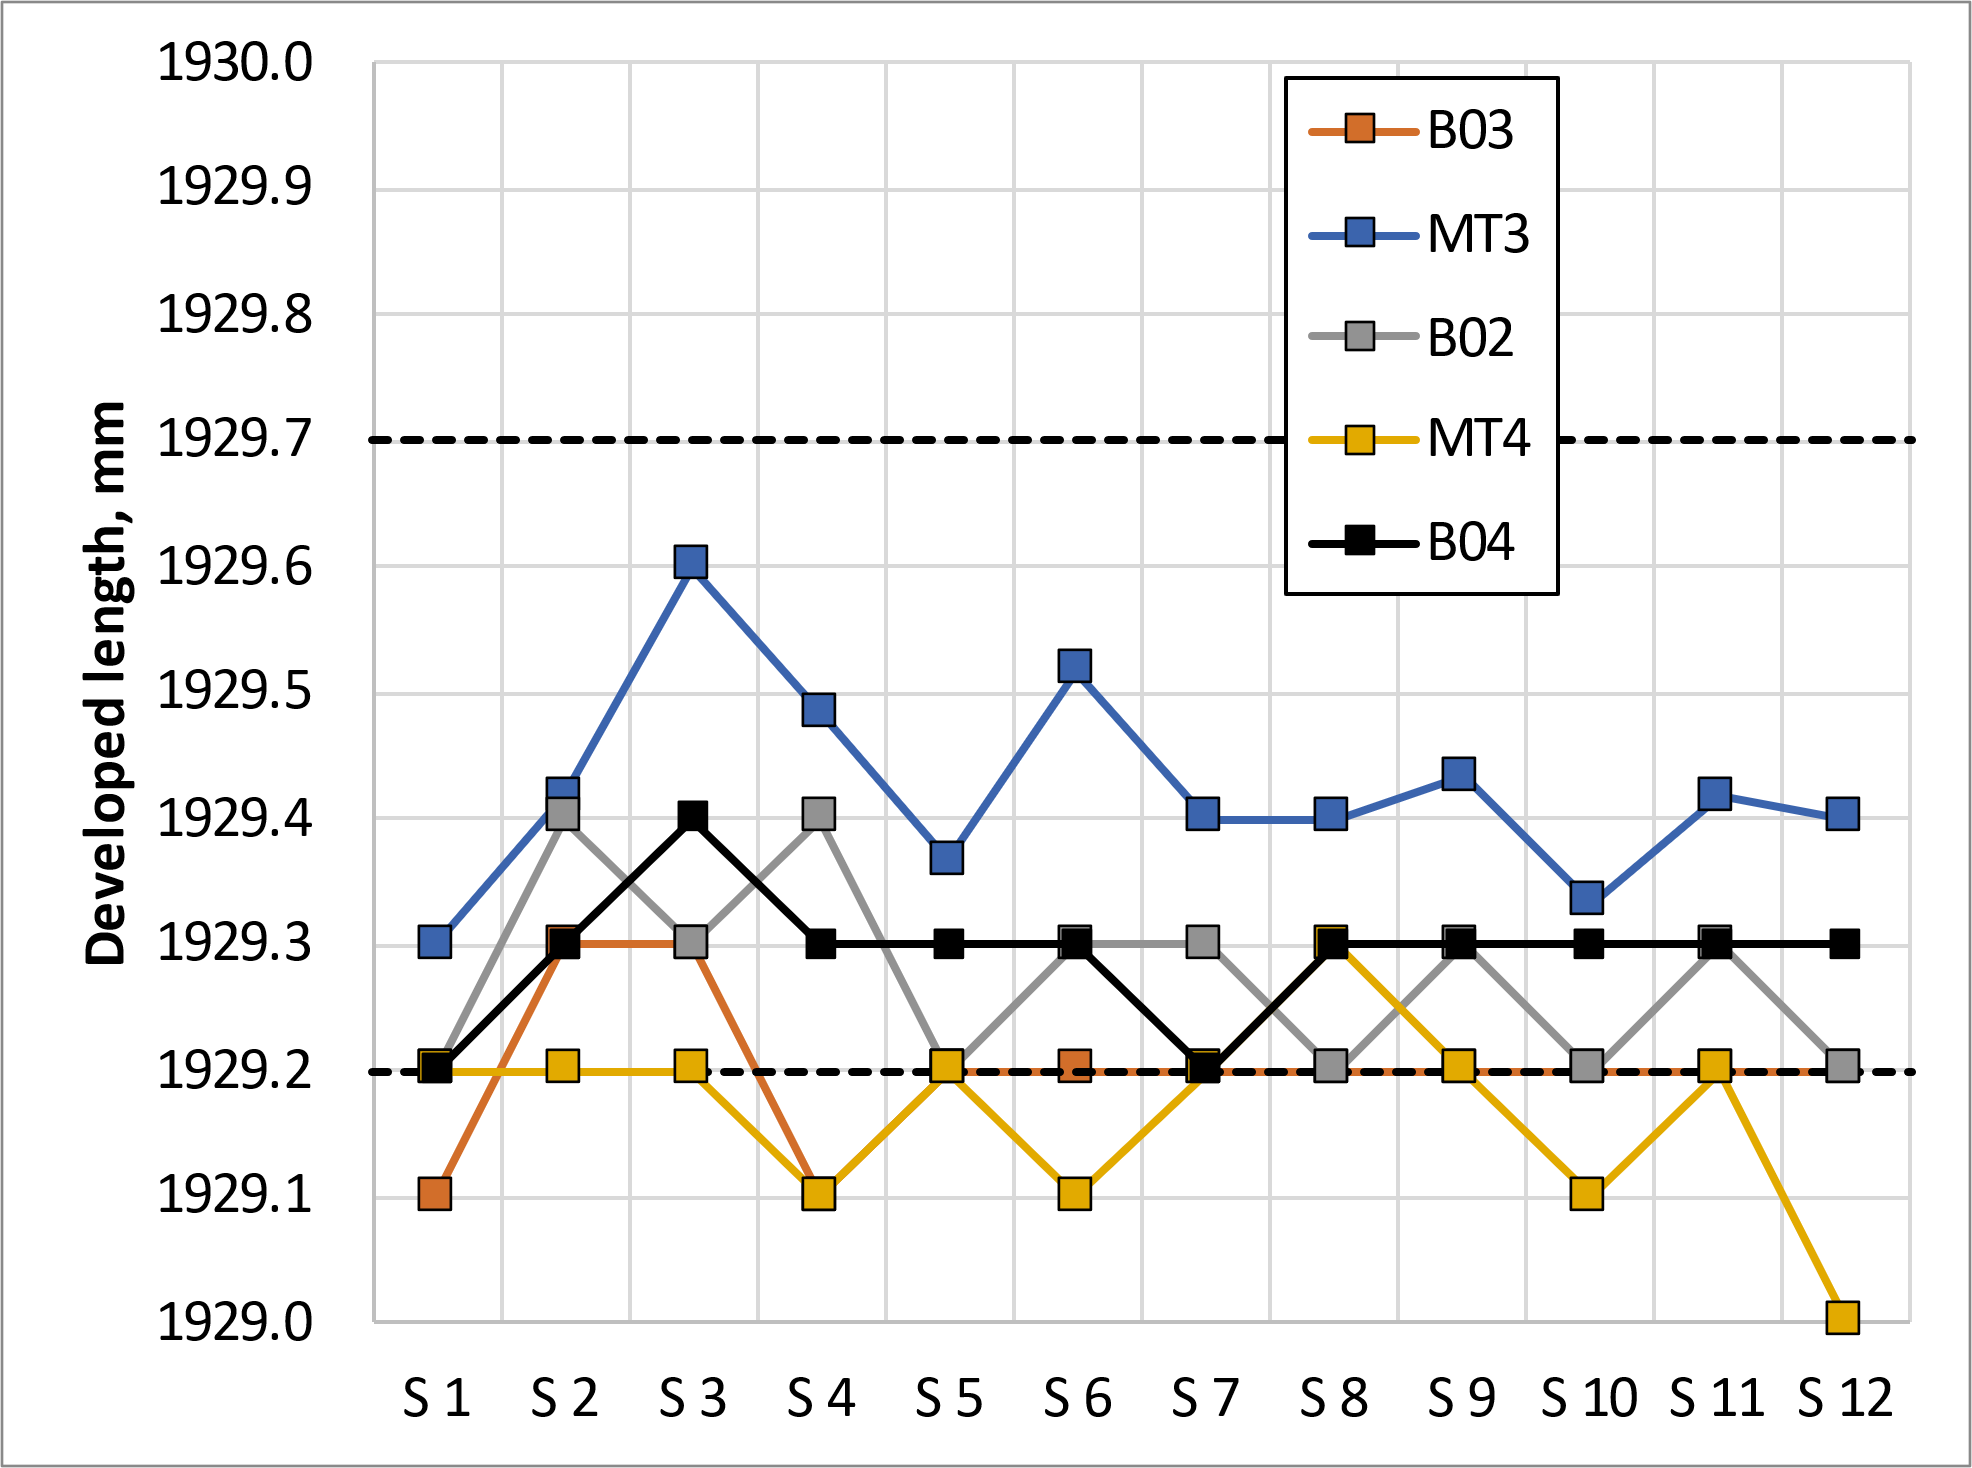 1930.0
1929.9
1929.8
1929.7
1929.6
1929.5
1929.4
1929.3
1929.2
1929.1
1929.0
Developed length, mm
B03
MT3
B02
MT4
B04
S 1 S 2 S 3 S 4 S 5 S 6 S 7 S 8 S 9 S 10 S 11 S 12